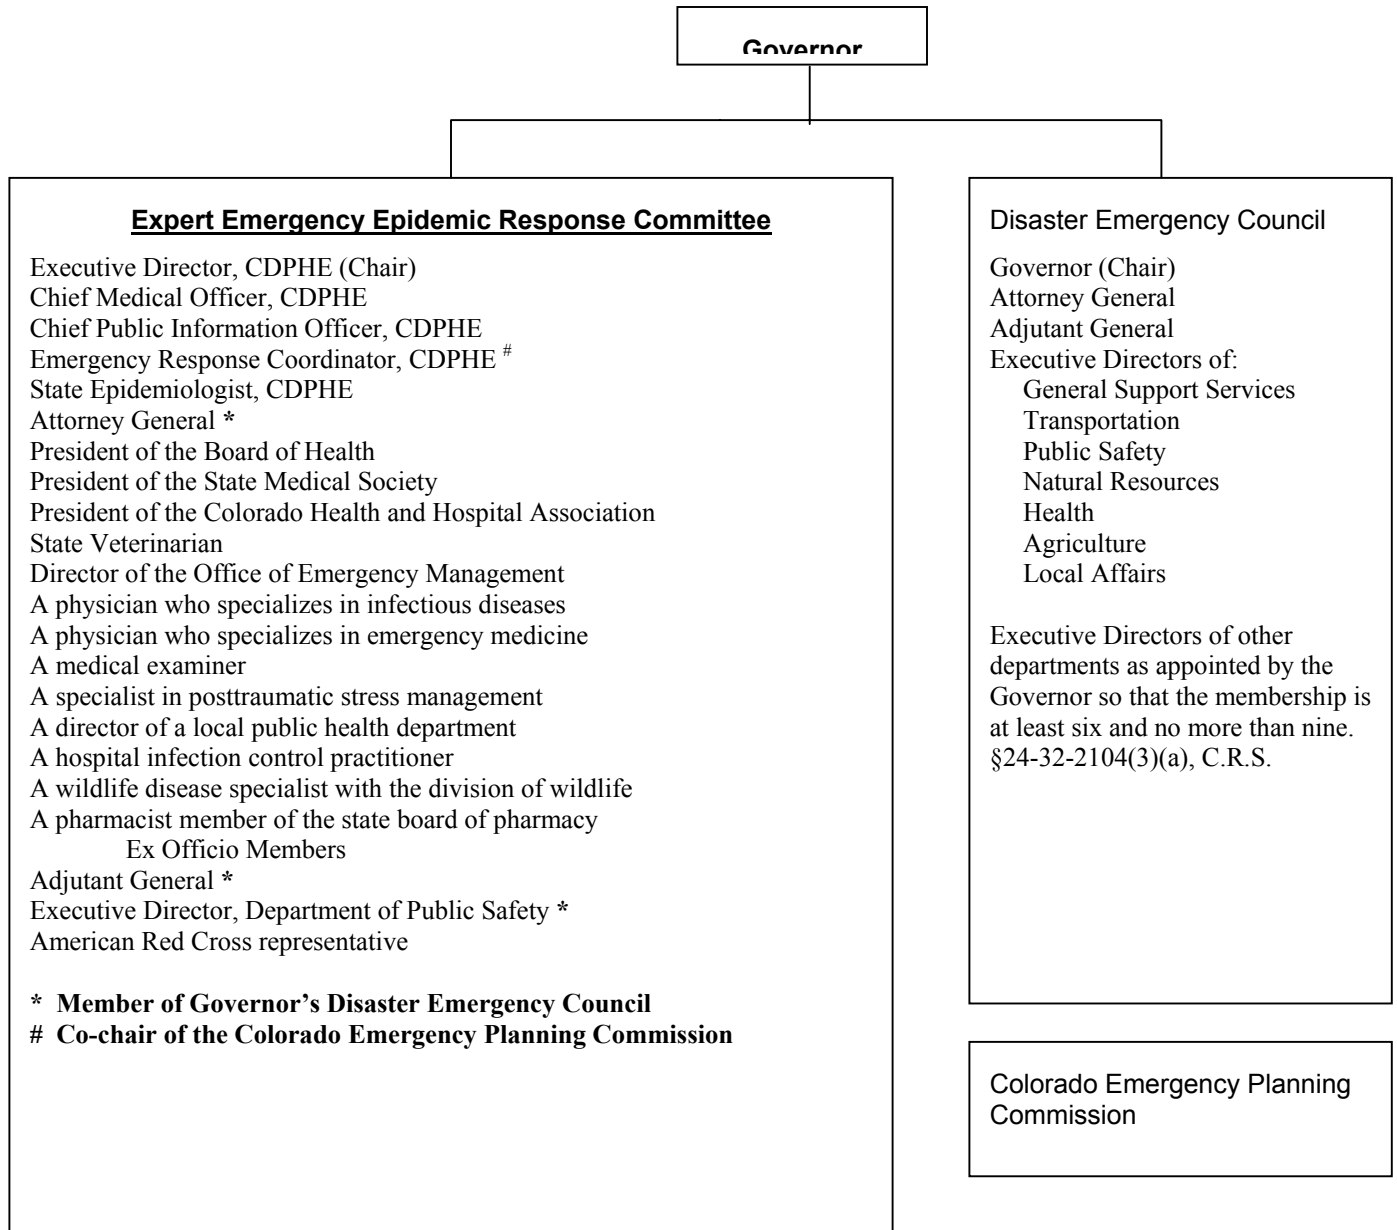 Governor
Expert Emergency Epidemic Response Committee
Executive Director, CDPHE (Chair)
Chief Medical Officer, CDPHE
Chief Public Information Officer, CDPHE
Emergency Response Coordinator, CDPHE #
State Epidemiologist, CDPHE
Attorney General *
President of the Board of Health
President of the State Medical Society
President of the Colorado Health and Hospital Association
State Veterinarian
Director of the Office of Emergency Management
A physician who specializes in infectious diseases
A physician who specializes in emergency medicine
A medical examiner
A specialist in posttraumatic stress management
A director of a local public health department
A hospital infection control practitioner
A wildlife disease specialist with the division of wildlife
A pharmacist member of the state board of pharmacy
Ex Officio Members
Adjutant General *
Executive Director, Department of Public Safety *
American Red Cross representative
* Member of Governor’s Disaster Emergency Council
# Co-chair of the Colorado Emergency Planning Commission
Disaster Emergency Council
Governor (Chair)
Attorney General
Adjutant General
Executive Directors of:
General Support Services
Transportation
Public Safety
Natural Resources
Health
Agriculture
Local Affairs
Executive Directors of other
departments as appointed by the
Governor so that the membership is
at least six and no more than nine.
§24-32-2104(3)(a), C.R.S.
Colorado Emergency Planning
Commission